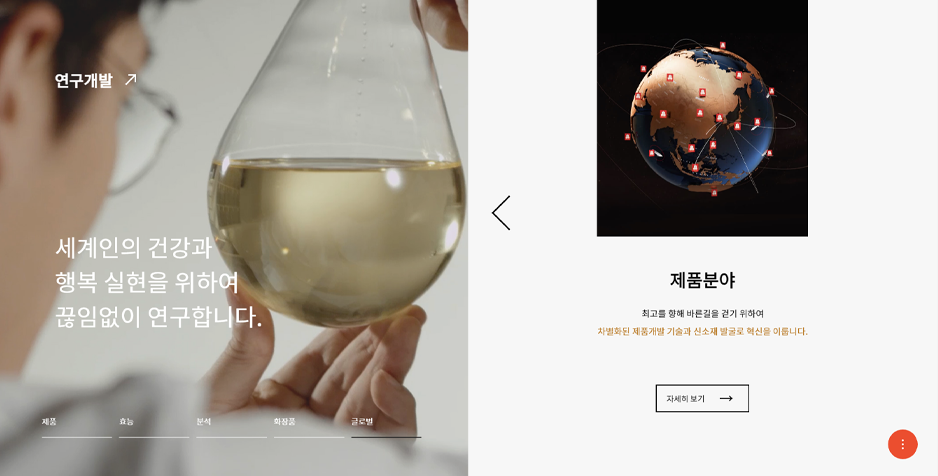 연구개발
세계인의 건강과
행복 실현을 위하여
끊임없이 연구합니다.
제품
효능
분석
화장품
글로벌
제품분야
최고를 향해 바른길을 걷기 위하여
차별화된 제품개발 기술과 신소재 발굴로 혁신을 이룹니다.
자세히 보기